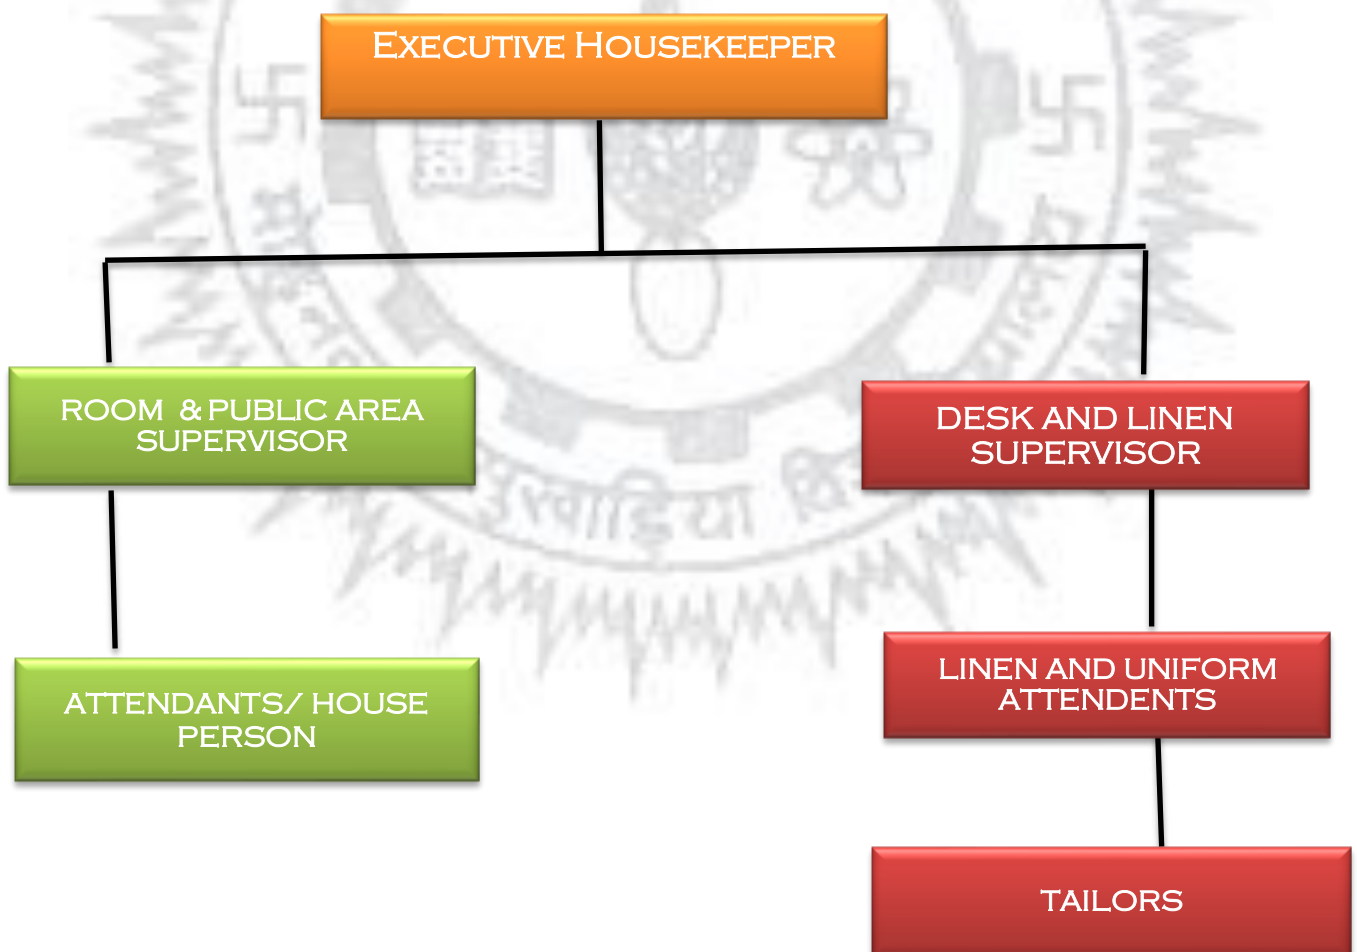 EXECUTIVE HOUSEKEEPER
ROOM & PUBLIC AREA
SUPERVISOR
DESK AND LINEN
SUPERVISOR
ATTENDANTS/ HOUSE
PERSON
LINEN AND UNIFORM
ATTENDENTS
TAILORS